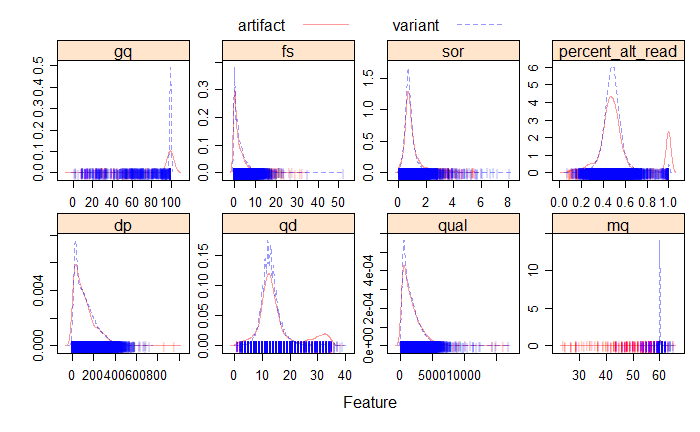 artifact variant
gq fs sor percent_alt_read
0.0 0.1 0.2 0.3 0.4 0.5
0 20 40 60 80 100
0.0 0.1 0.2 0.3
0 10 20 30 40 50
0.0 0.5 1.0 1.5
0 2 4 6 8
0 1 2 3 4 5 6
0.0 0.2 0.4 0.6 0.8 1.0
dp qd qual mq
0.000 0.004
0 200 400 600 800
0.00 0.05 0.10 0.15
0 10 20 30 40
0e+00 2e-04 4e-04
0 5000 10000
0 5 10
30 40 50 60
Feature